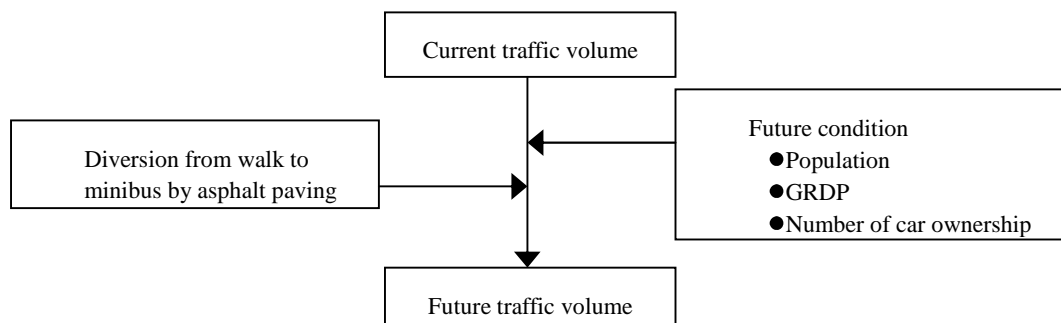 Current traffic volume
Future condition
●Population
●GRDP
●Number of car ownership
Diversion from walk to
minibus by asphalt paving
Future traffic volume